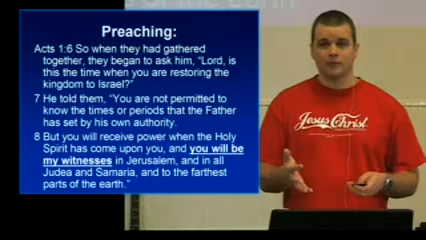 Preaching:
Acts 1:6 So when they had gathered
together, they began to ask him, “Lord, is
this the time when you are restoring the
kingdom to Israel?”
7 He told them, “You are not permitted to
know the times or periods that the Father
has set by his own authority.
8 But you will receive power when the Holy
Spirit has come upon you, and you will be
my witnesses in Jerusalem, and in all
Judea and Samaria, and to the farthest
parts of the earth.”
Jesus Christ